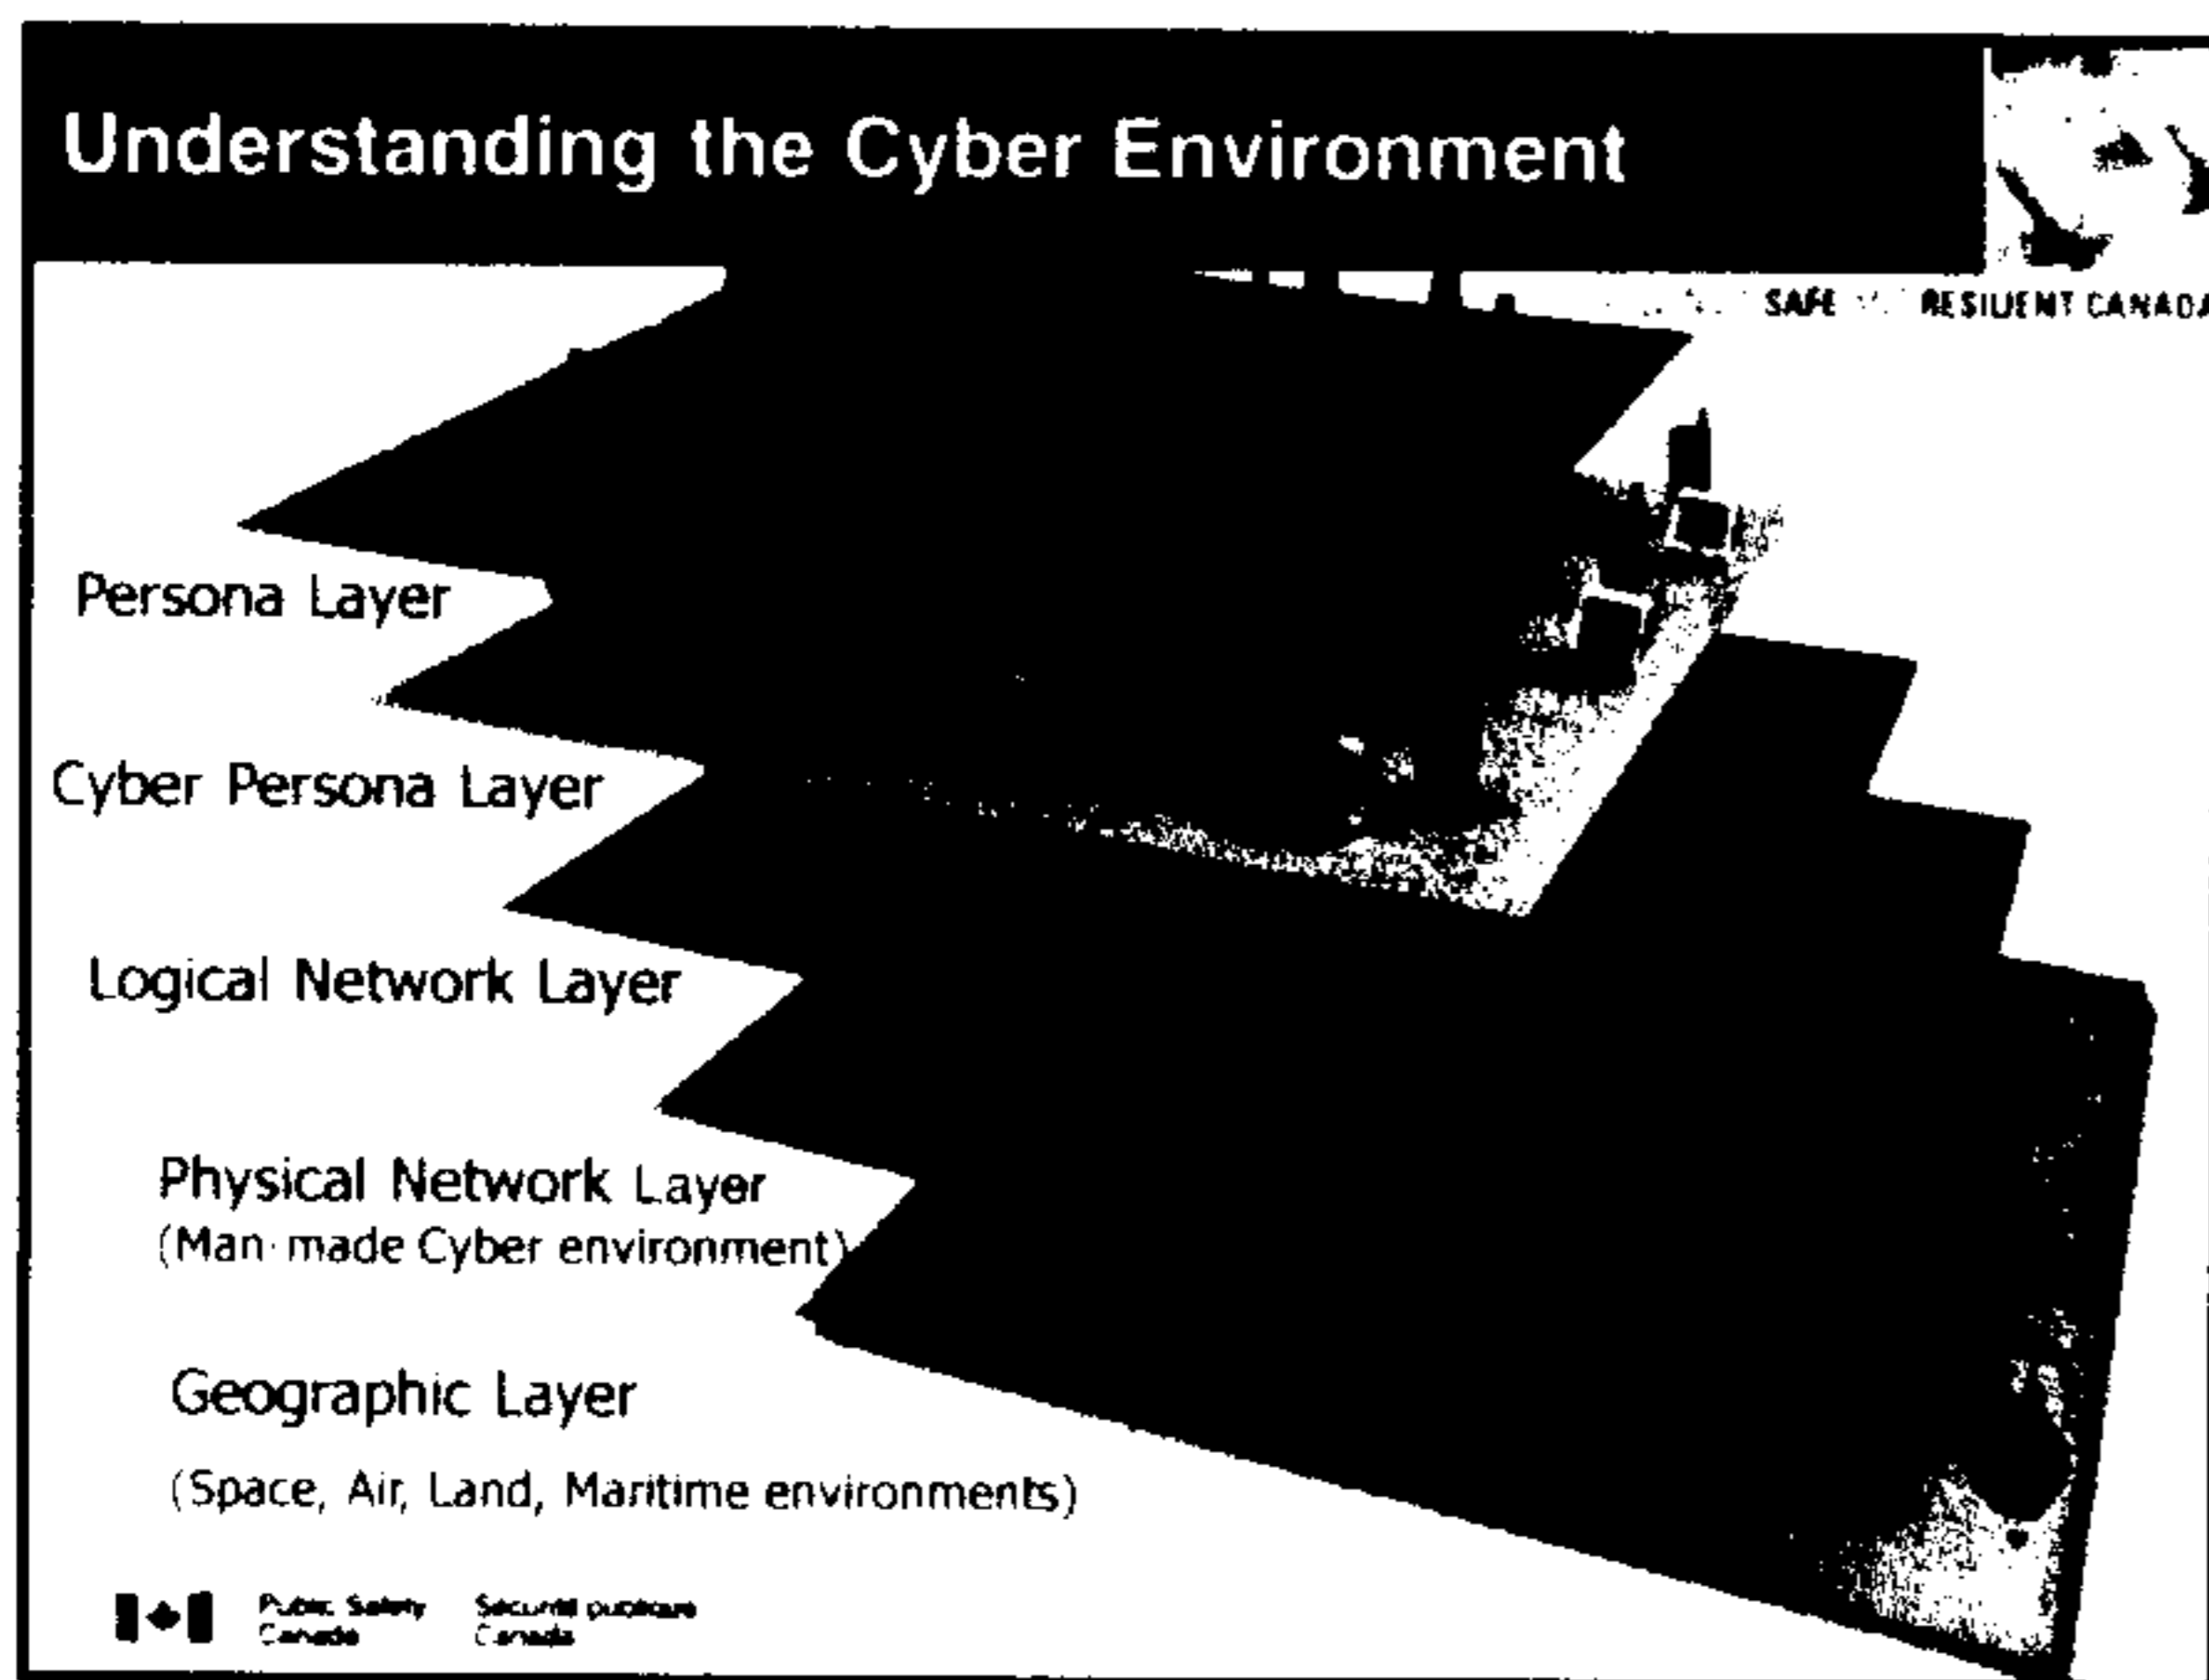 Understanding the Cyber Environment
SAFE RESILIENT CANADA
Persona Layer
Cyber Persona Layer
Logical Network Layer
Physical Network Layer
(Man-made Cyber environment)
Geographic Layer
(Space, Air, Land, Maritime environments)
Public Safety Sécurité publique
Canada Canada